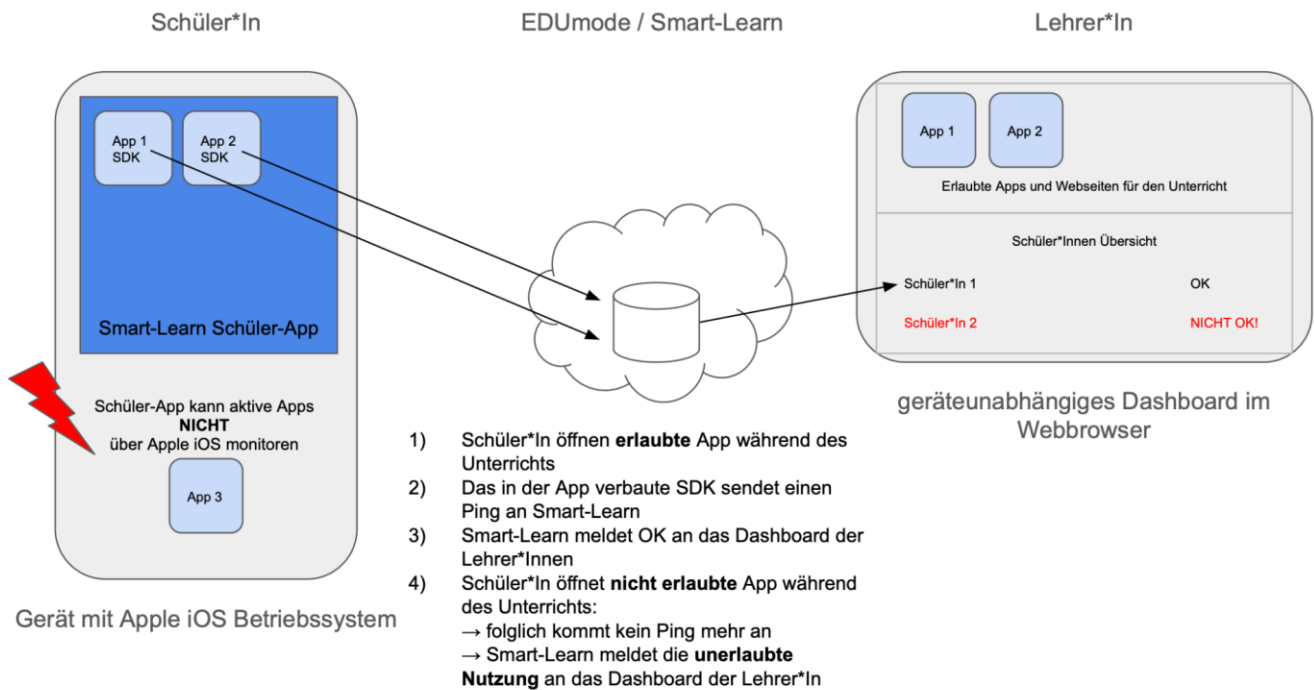 Schüler*In
EDUmode / Smart-Learn
Lehrer*In
App 1
SDK
App 2
SDK
Smart-Learn Schüler-App
Schüler-App kann aktive Apps
NICHT
über Apple iOS monitoren
App 3
Gerät mit Apple iOS Betriebssystem
1) Schüler*In öffnen erlaubte App während des
Unterrichts
2) Das in der App verbaute SDK sendet einen
Ping an Smart-Learn
3) Smart-Learn meldet OK an das Dashboard der
Lehrer*Innen
4) Schüler*In öffnet nicht erlaubte App während
des Unterrichts:
→ folglich kommt kein Ping mehr an
→ Smart-Learn meldet die unerlaubte
Nutzung an das Dashboard der Lehrer*In
App 1
App 2
Erlaubte Apps und Webseiten für den Unterricht
Schüler*Innen Übersicht
Schüler*In 1 OK
Schüler*In 2 NICHT OK!
geräteunabhängiges Dashboard im
Webbrowser